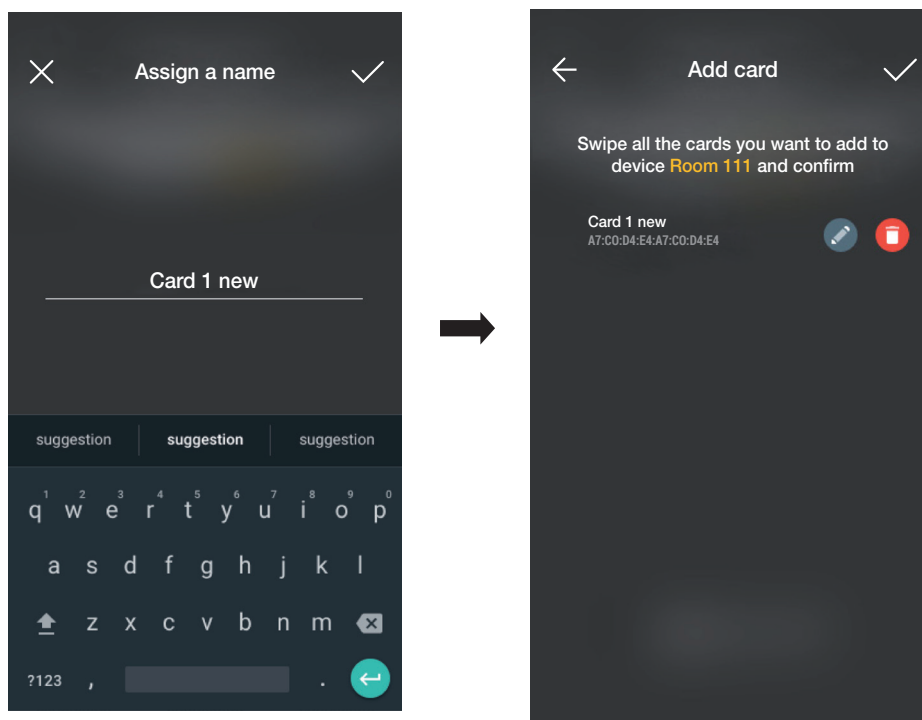 Assign a name
Card 1 new
suggestion suggestion suggestion
1 2 3 4 5 6 7 8 9 0
q w e r t y u i o p
a s d f g h j k l
z x c v b n m
?123 , .
Add card
Swipe all the cards you want to add to
device Room 111 and confirm
Card 1 new
A7:C0:D4:E4:A7:C0:D4:E4